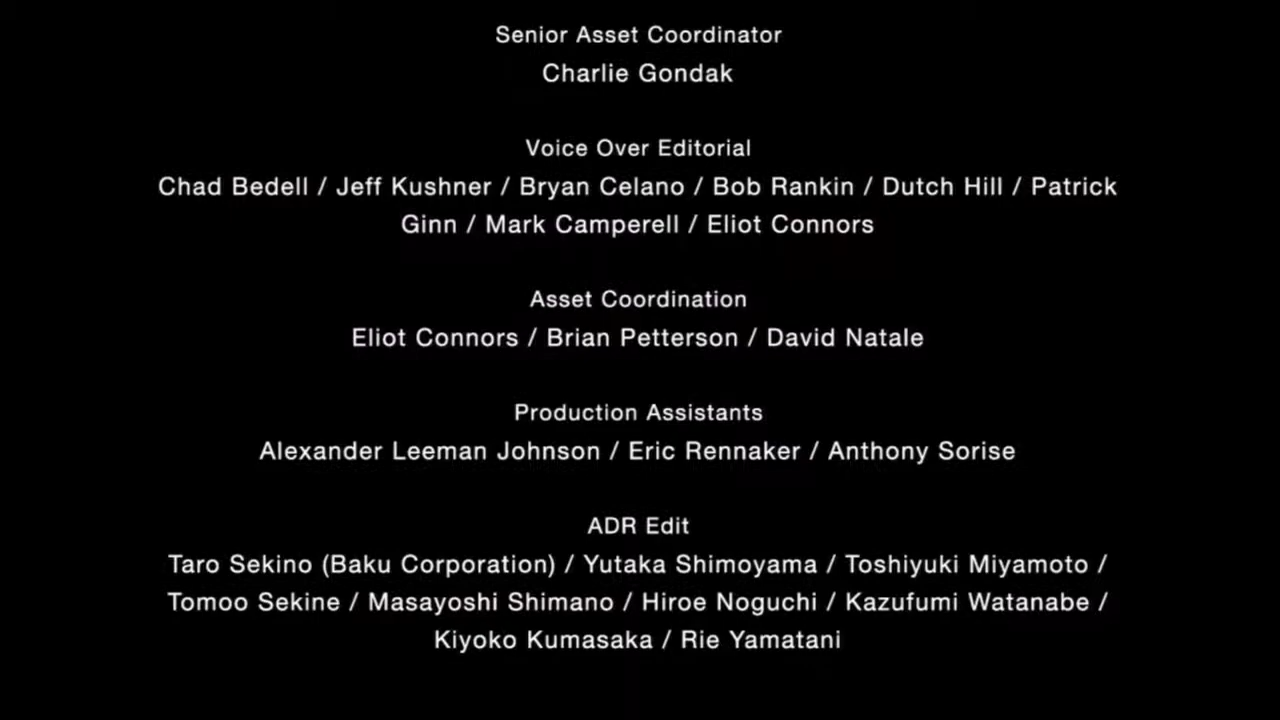 Senior Asset Coordinator
Charlie Gondak
Voice Over Editorial
Chad Bedell / Jeff Kushner / Bryan Celano / Bob Rankin / Dutch Hill / Patrick
Ginn / Mark Camperell / Eliot Connors
Asset Coordination
Eliot Connors / Brian Petterson / David Natale
Production Assistants
Alexander Leeman Johnson / Eric Rennaker / Anthony Sorise
ADR Edit
Taro Sekino (Baku Corporation) / Yutaka Shimoyama / Toshiyuki Miyamoto /
Tomoo Sekine / Masayoshi Shimano / Hiroe Noguchi / Kazufumi Watanabe /
Kiyoko Kumasaka / Rie Yamatani